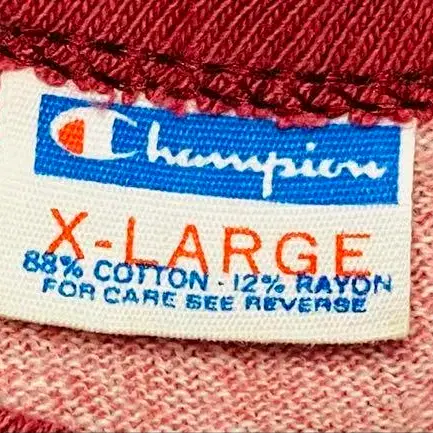 Champion
X-LARGE
88% COTTON - 12% RAYON
FOR CARE SEE REVERSE